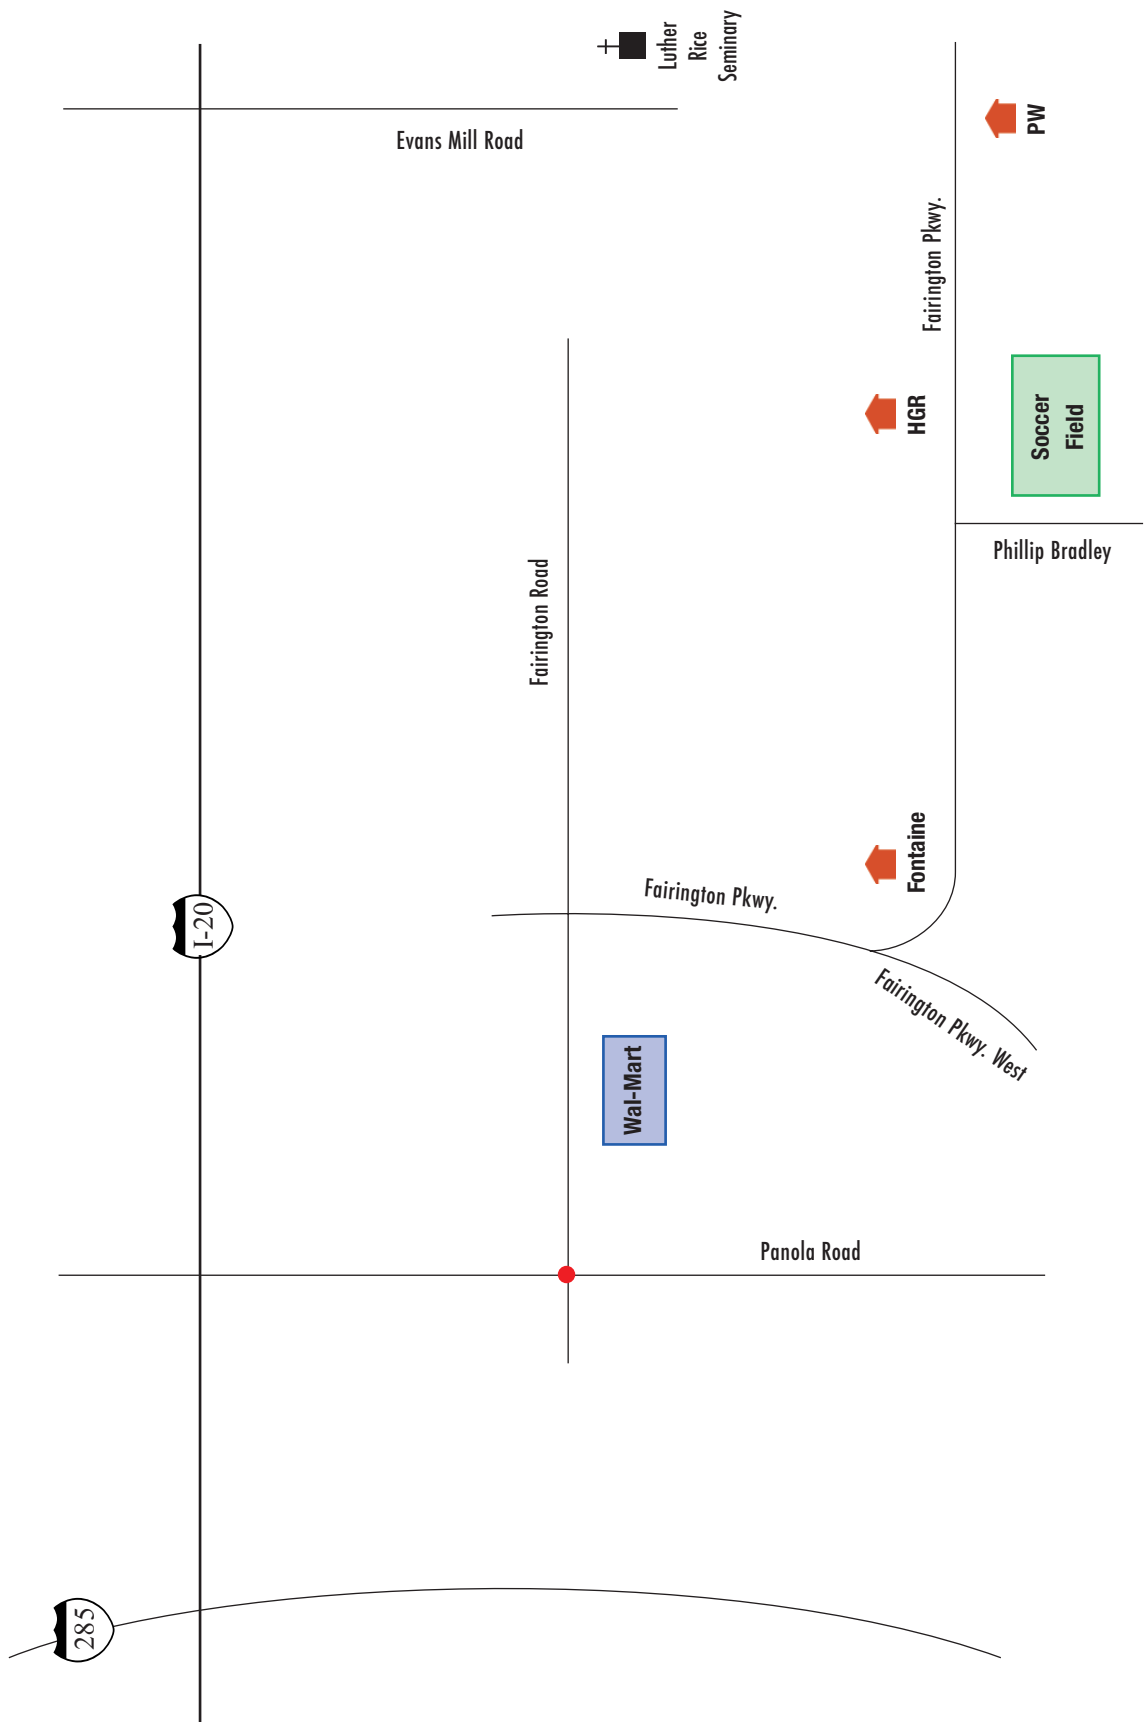 Luther
Rice
Seminary
Evans Mill Road
PW
Fairington Pkwy.
HGR
Soccer
Field
Phillip Bradley
Fairington Road
Fontaine
Fairington Pkwy.
I-20
Fairington Pkwy. West
Wal-Mart
Panola Road
285